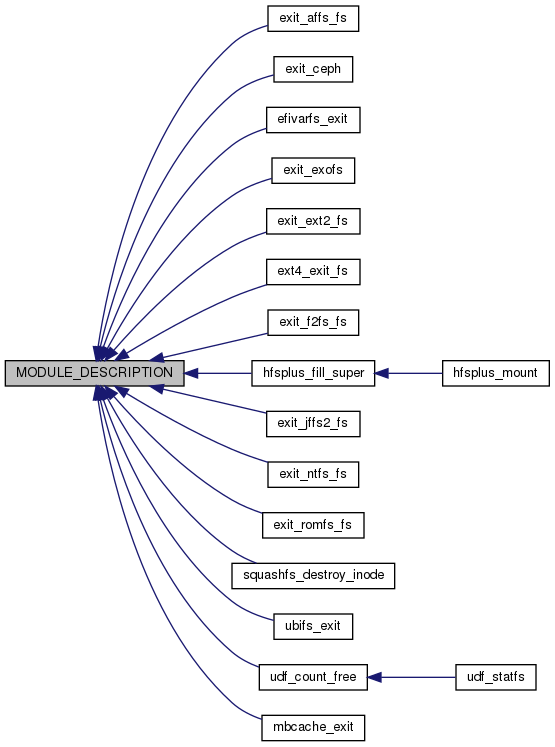 exit_affs_fs
exit_ceph
efivarfs_exit
exit_exofs
exit_ext2_fs
ext4_exit_fs
exit_f2fs_fs
MODULE_DESCRIPTION
hfsplus_fill_super
hfsplus_mount
exit_jffs2_fs
exit_ntfs_fs
exit_romfs_fs
squashfs_destroy_inode
ubifs_exit
udf_count_free
udf_statfs
mbcache_exit